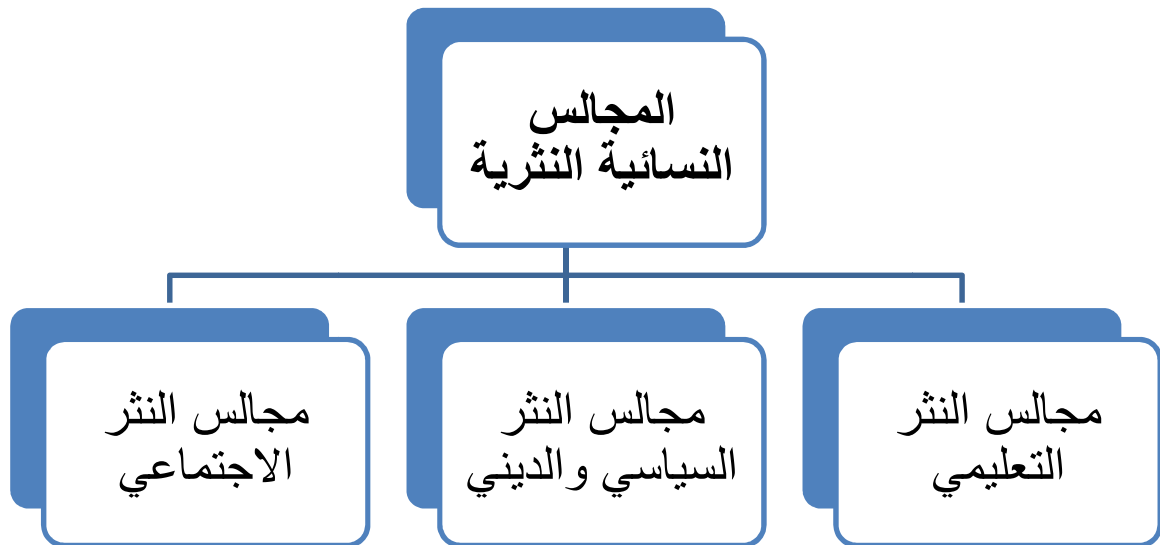 المجالس
النسائية النثرية
مجالس النثر
التعليمي
مجالس النثر
السياسي والديني
مجالس النثر
الاجتماعي